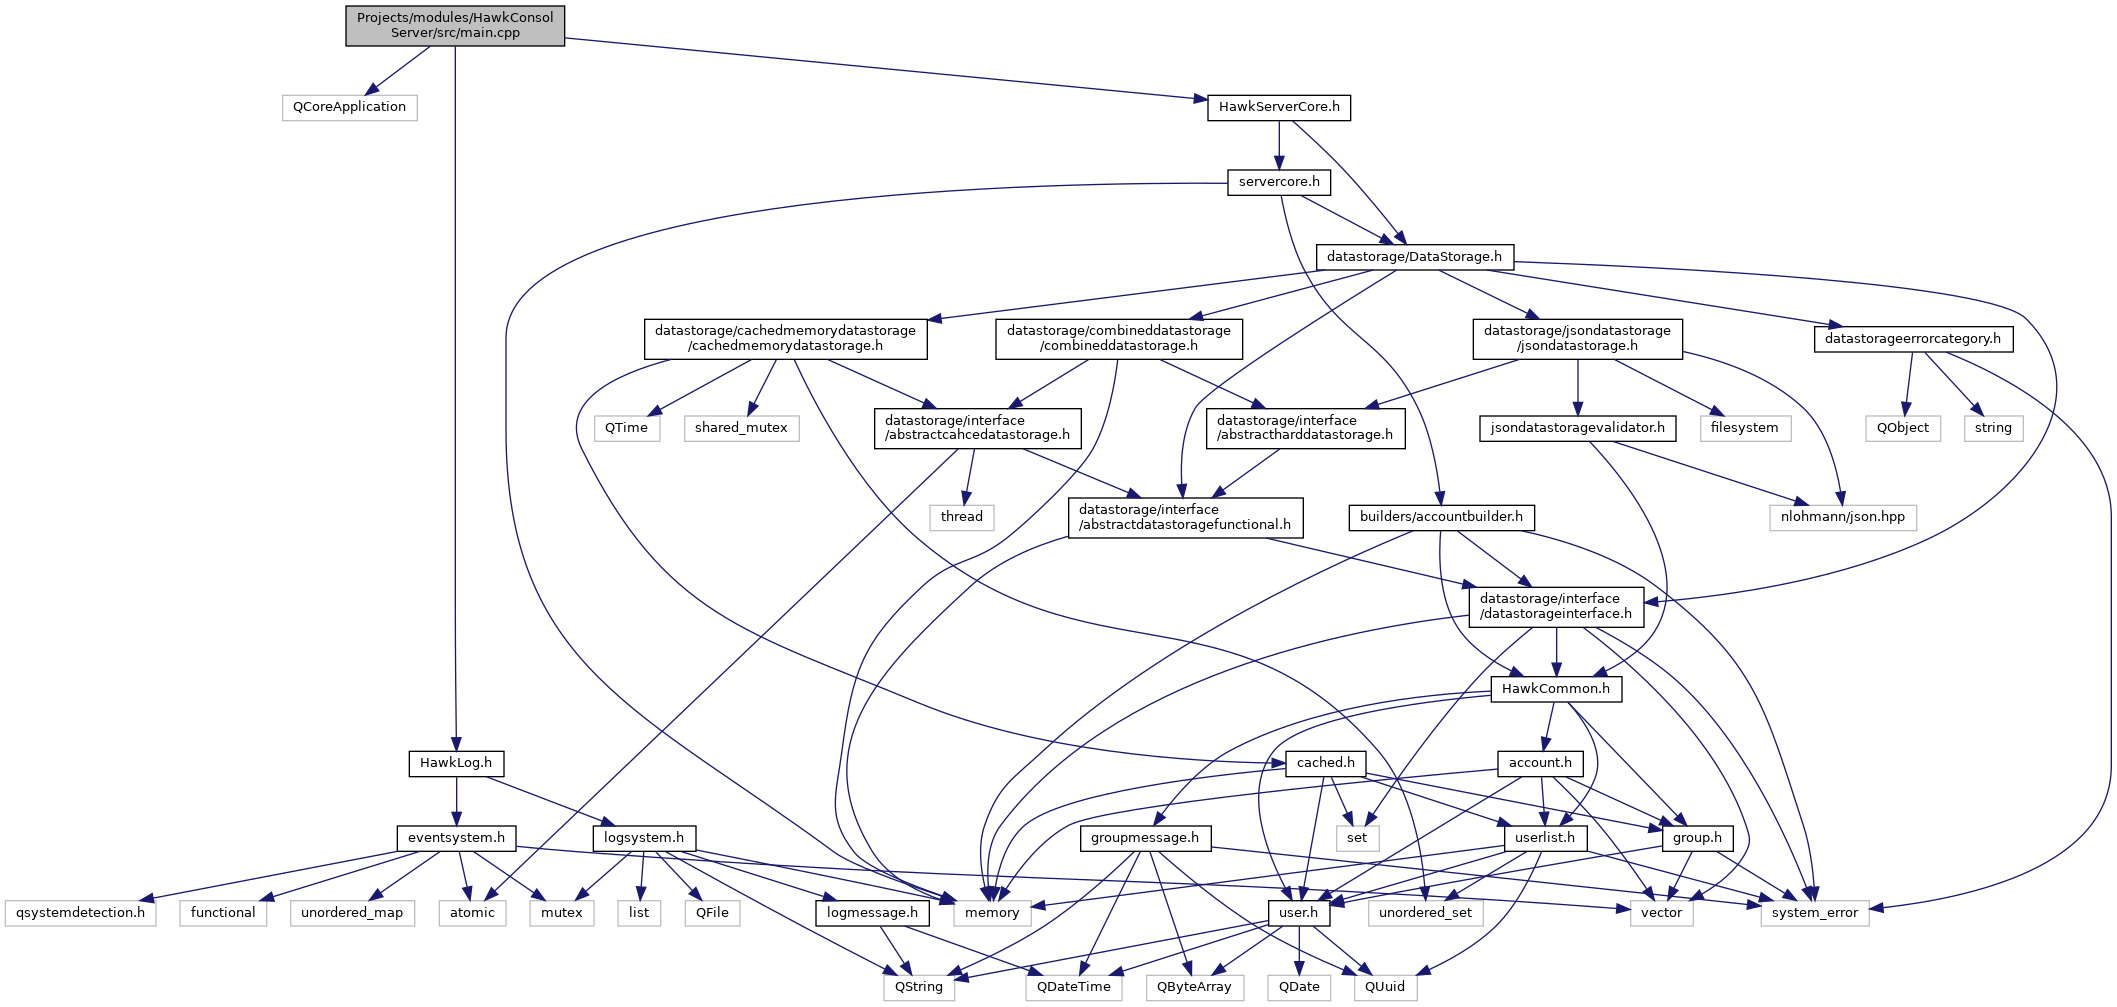 Projects/modules/HawkConsol
Server/src/main.cpp
QCoreApplication
HawkServerCore.h
servercore.h
datastorage/DataStorage.h
datastorage/cachedmemorydatastorage
/cachedmemorydatastorage.h
datastorage/combineddatastorage
/combineddatastorage.h
datastorage/jsondatastorage
/jsondatastorage.h
datastorageerrorcategory.h
QTime
shared_mutex
datastorage/interface
/abstractcahcedatastorage.h
datastorage/interface
/abstractharddatastorage.h
jsondatastoragevalidator.h
filesystem
QObject
string
thread
datastorage/interface
/abstractdatastoragefunctional.h
builders/accountbuilder.h
nlohmann/json.hpp
datastorage/interface
/datastorageinterface.h
HawkCommon.h
HawkLog.h
cached.h
account.h
eventsystem.h
logsystem.h
groupmessage.h
set
userlist.h
group.h
qsystemdetection.h
functional
unordered_map
atomic
mutex
list
QFile
logmessage.h
memory
user.h
unordered_set
vector
system_error
QString
QDateTime
QByteArray
QDate
QUuid